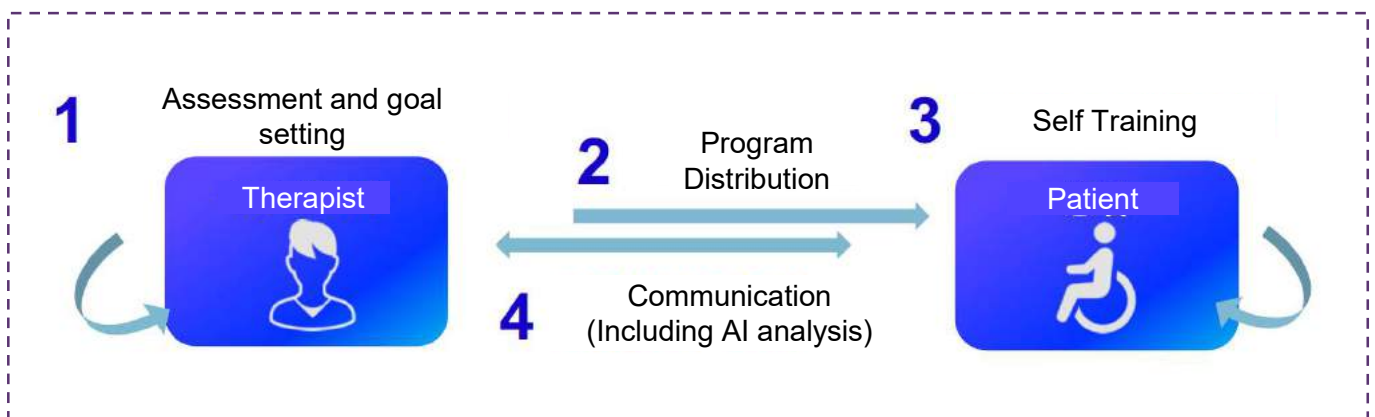 1
Assessment and goal
setting
Therapist
2
Program
Distribution
3
Self Training
Patient
4
Communication
(Including AI analysis)